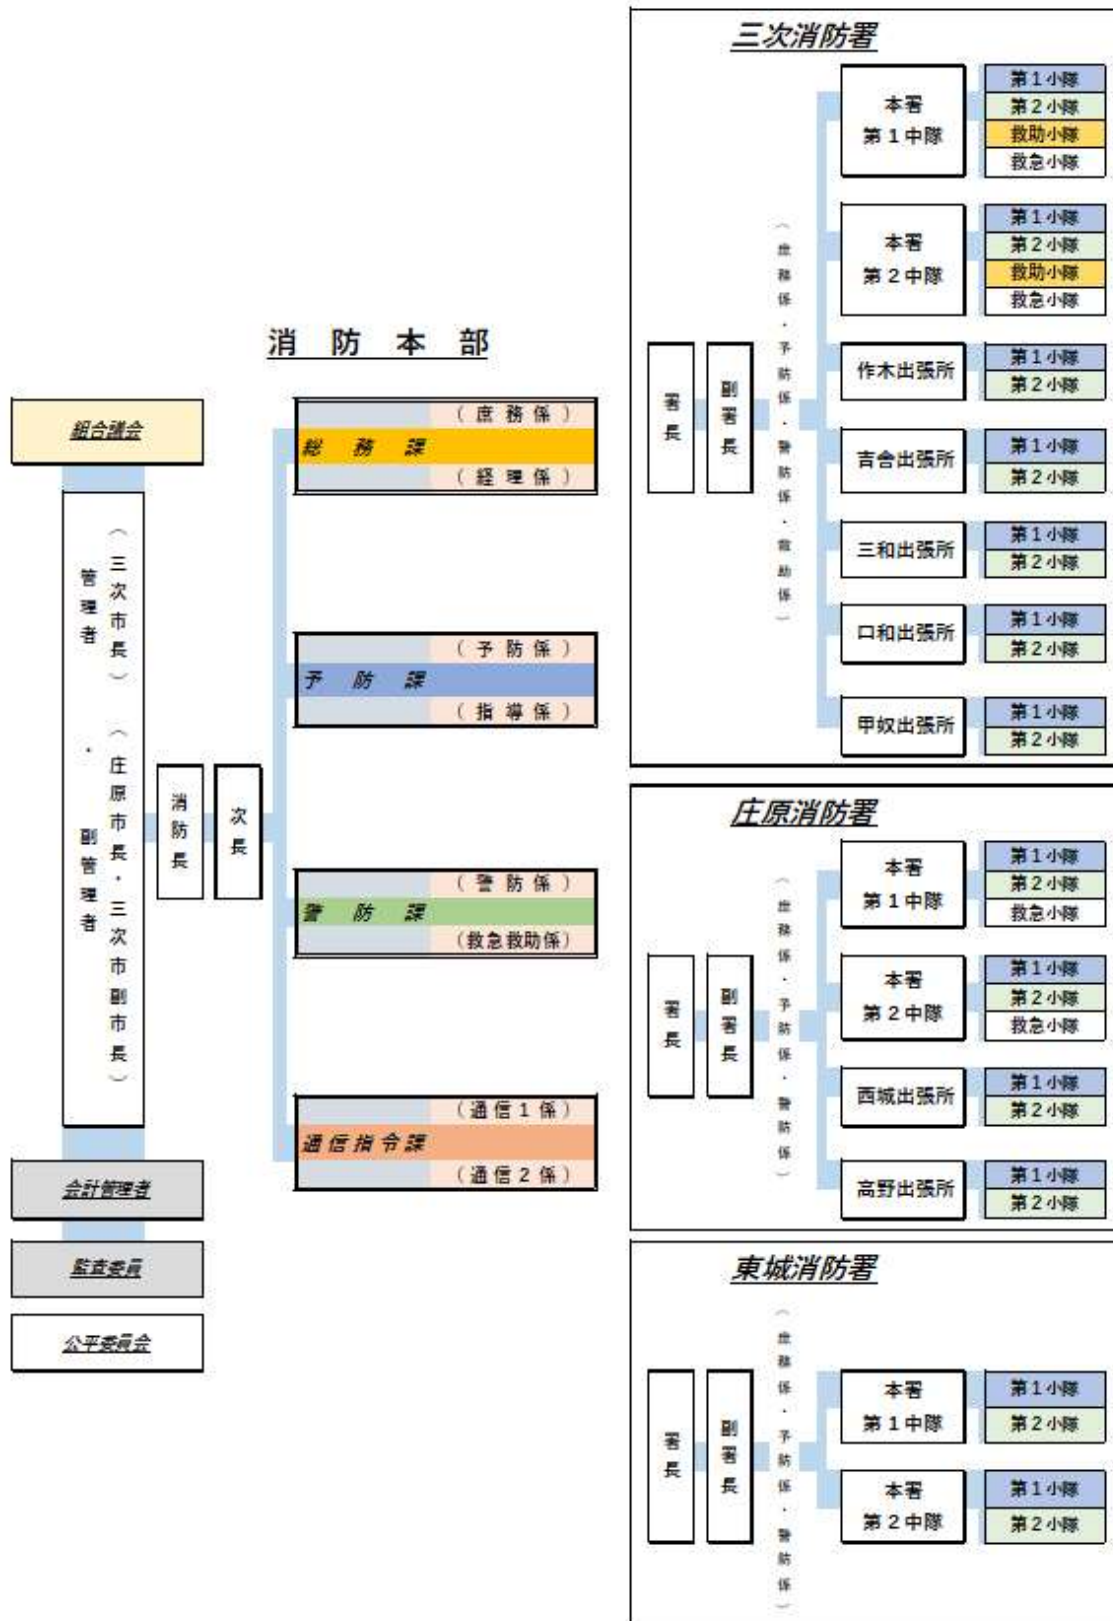 消防本部
組合議会
管理者・副管理者
(三次市長)(庄原市長・三次市副市長)
会計管理者
監査委員
公平委員会
消防長
次長
(庶務係)
総務課
(経理係)
(予防係)
予防課
(指導係)
(警防係)
警防課
(救急救助係)
(通信1係)
通信指令課
(通信2係)
三次消防署
署長
副署長
(庶務係・予防係・警防係・救助係)
本署
第1中隊
第1小隊
第2小隊
救助小隊
救急小隊
本署
第2中隊
第1小隊
第2小隊
救助小隊
救急小隊
作木出張所
第1小隊
第2小隊
吉舎出張所
第1小隊
第2小隊
三和出張所
第1小隊
第2小隊
口和出張所
第1小隊
第2小隊
甲奴出張所
第1小隊
第2小隊
庄原消防署
署長
副署長
(庶務係・予防係・警防係)
本署
第1中隊
第1小隊
第2小隊
救急小隊
本署
第2中隊
第1小隊
第2小隊
救急小隊
西城出張所
第1小隊
第2小隊
高野出張所
第1小隊
第2小隊
東城消防署
署長
副署長
(庶務係・予防係・警防係)
本署
第1中隊
第1小隊
第2小隊
本署
第2中隊
第1小隊
第2小隊